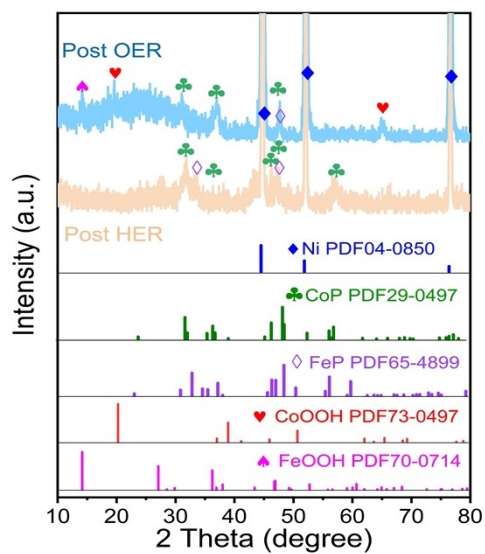 Post OER
Post HER
Ni PDF04-0850
CoP PDF29-0497
FeP PDF65-4899
CoOOH PDF73-0497
FeOOH PDF70-0714
Intensity (a.u.)
10 20 30 40 50 60 70 80
2 Theta (degree)